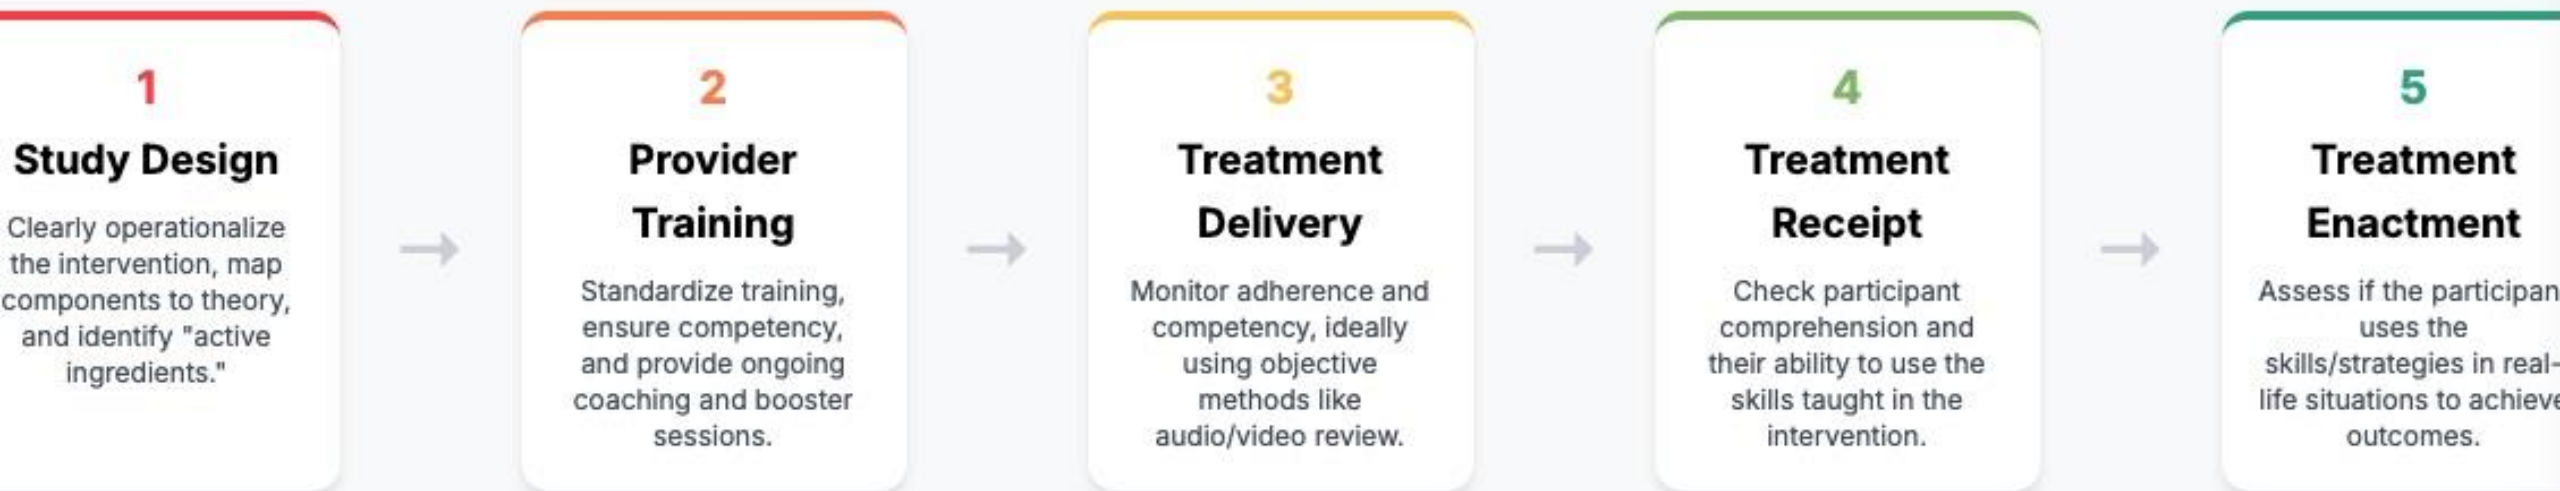 1
Study Design
Clearly operationalize
the intervention, map
components to theory,
and identify "active
ingredients."
2
Provider
Training
Standardize training,
ensure competency,
and provide ongoing
coaching and booster
sessions.
3
Treatment
Delivery
Monitor adherence and
competency, ideally
using objective
methods like
audio/video review.
4
Treatment
Receipt
Check participant
comprehension and
their ability to use the
skills taught in the
intervention.
5
Treatment
Enactment
Assess if the participan
uses the
skills/strategies in real-
life situations to achieve
outcomes.